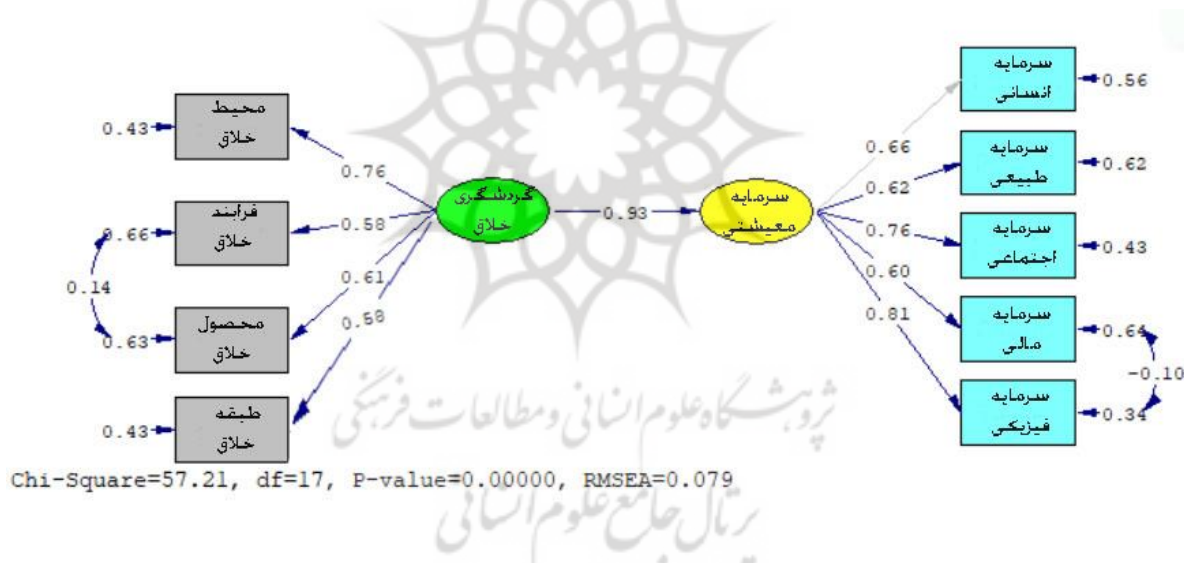 محیط
خلاق
0.43
0.76
فرایند
خلاق
0.66
0.58
0.14
محصول
خلاق
0.63
0.61
طبقه
خلاق
0.43
0.58
گردشگری
خلاق
0.93
سرمایه
معیشتی
سرمایه
انسانی
0.56
0.66
سرمایه
طبیعی
0.62
0.62
سرمایه
اجتماعی
0.43
0.76
سرمایه
مالی
0.64
0.60
سرمایه
فیزیکی
0.34
0.81
-0.10
Chi-Square=57.21, df=17, P-value=0.00000, RMSEA=0.079
پژوهشگاه علوم انسانی و مطالعات فرهنگی
پرتال جامع علوم انسانی